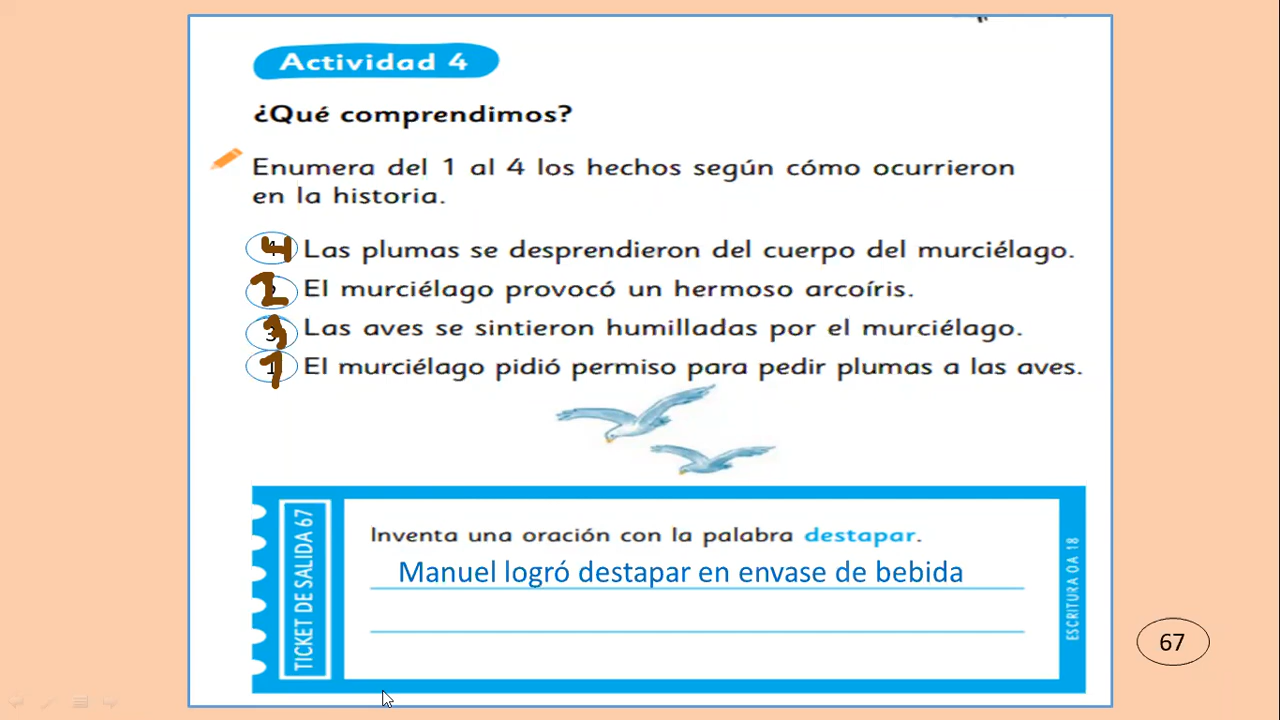 Actividad 4
¿Qué comprendimos?
Enumera del 1 al 4 los hechos según cómo ocurrieron
en la historia.
4 Las plumas se desprendieron del cuerpo del murciélago.
2 El murciélago provocó un hermoso arcoíris.
3 Las aves se sintieron humilladas por el murciélago.
1 El murciélago pidió permiso para pedir plumas a las aves.
TICKET DE SALIDA 67
Inventa una oración con la palabra destapar.
Manuel logró destapar en envase de bebida
ESCRITURA OA 18
67